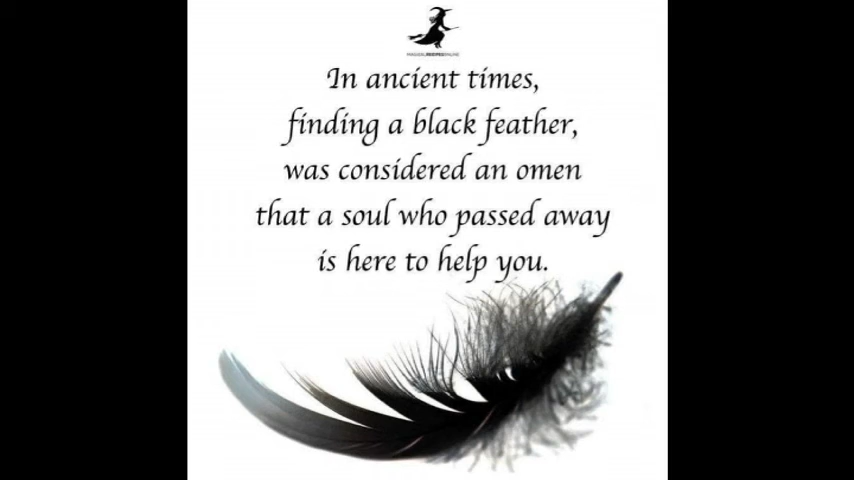 MAGICALRECIPESONLINE
In ancient times,
finding a black feather,
was considered an omen
that a soul who passed away
is here to help you.